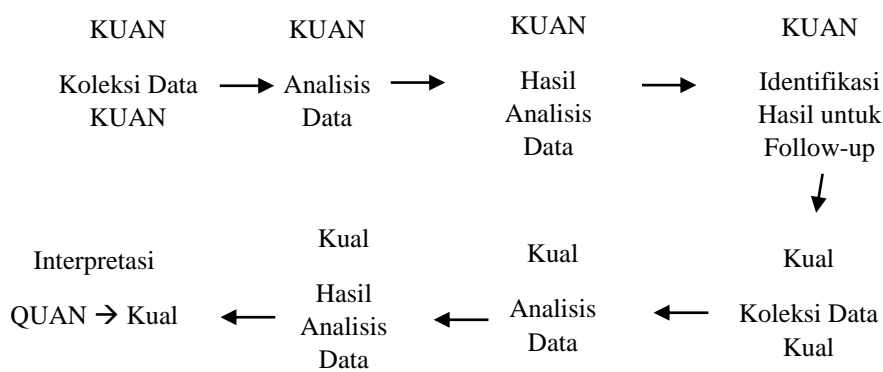 KUAN
Koleksi Data
KUAN
KUAN
Analisis
Data
KUAN
Hasil
Analisis
Data
KUAN
Identifikasi
Hasil untuk
Follow-up
Kual
Koleksi Data
Kual
Kual
Analisis
Data
Kual
Hasil
Analisis
Data
Interpretasi
QUAN → Kual